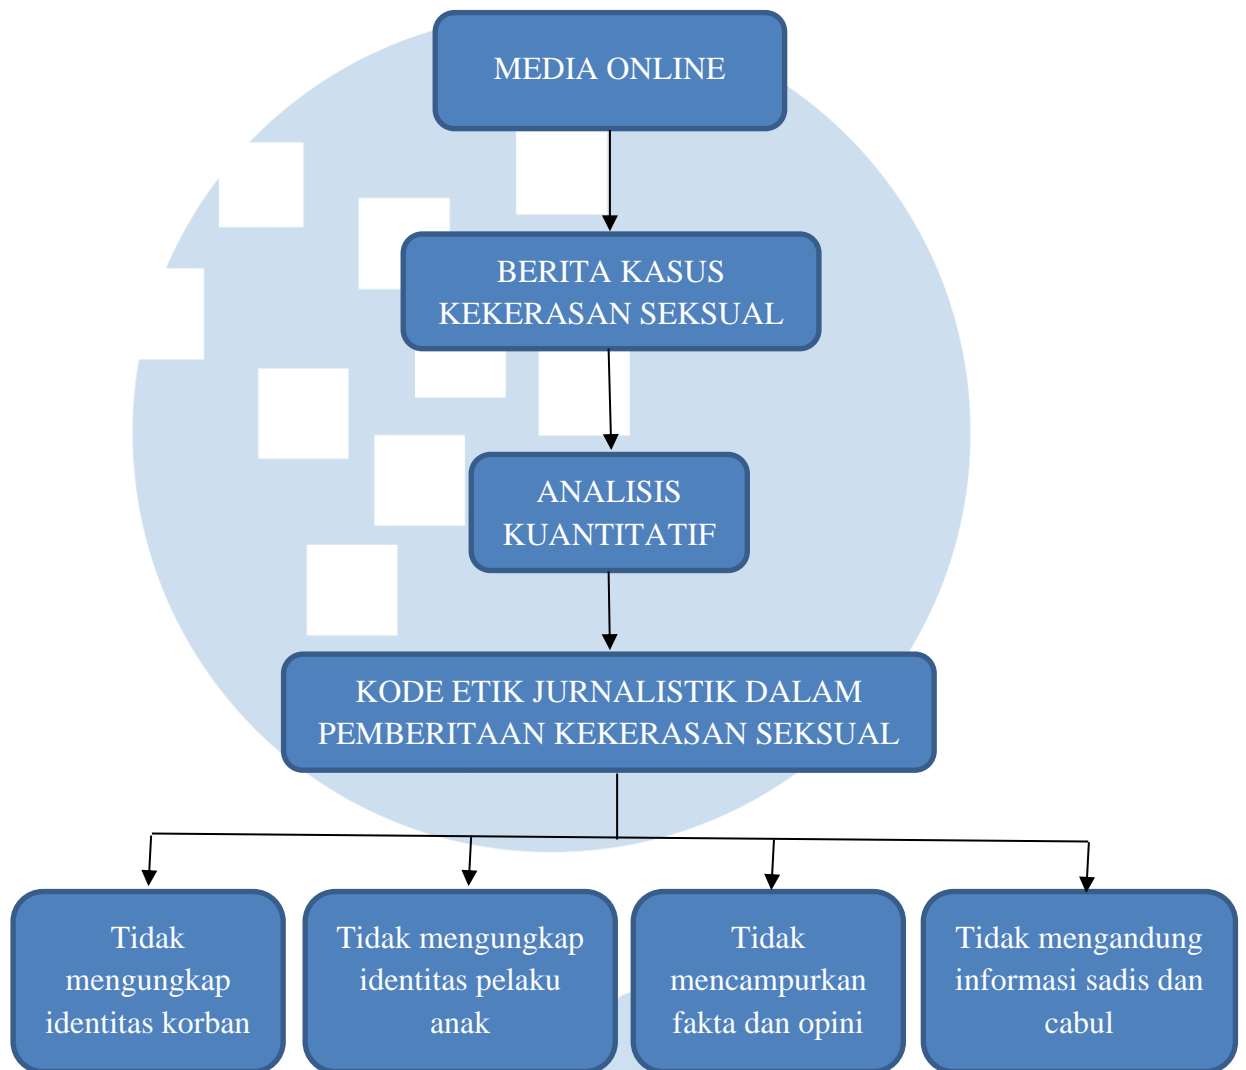 MEDIA ONLINE
BERITA KASUS
KEKERASAN SEKSUAL
ANALISIS
KUANTITATIF
KODE ETIK JURNALISTIK DALAM
PEMBERITAAN KEKERASAN SEKSUAL
Tidak
mengungkap
identitas korban
Tidak mengungkap
identitas pelaku
anak
Tidak
mencampurkan
fakta dan opini
Tidak mengandung
informasi sadis dan
cabul